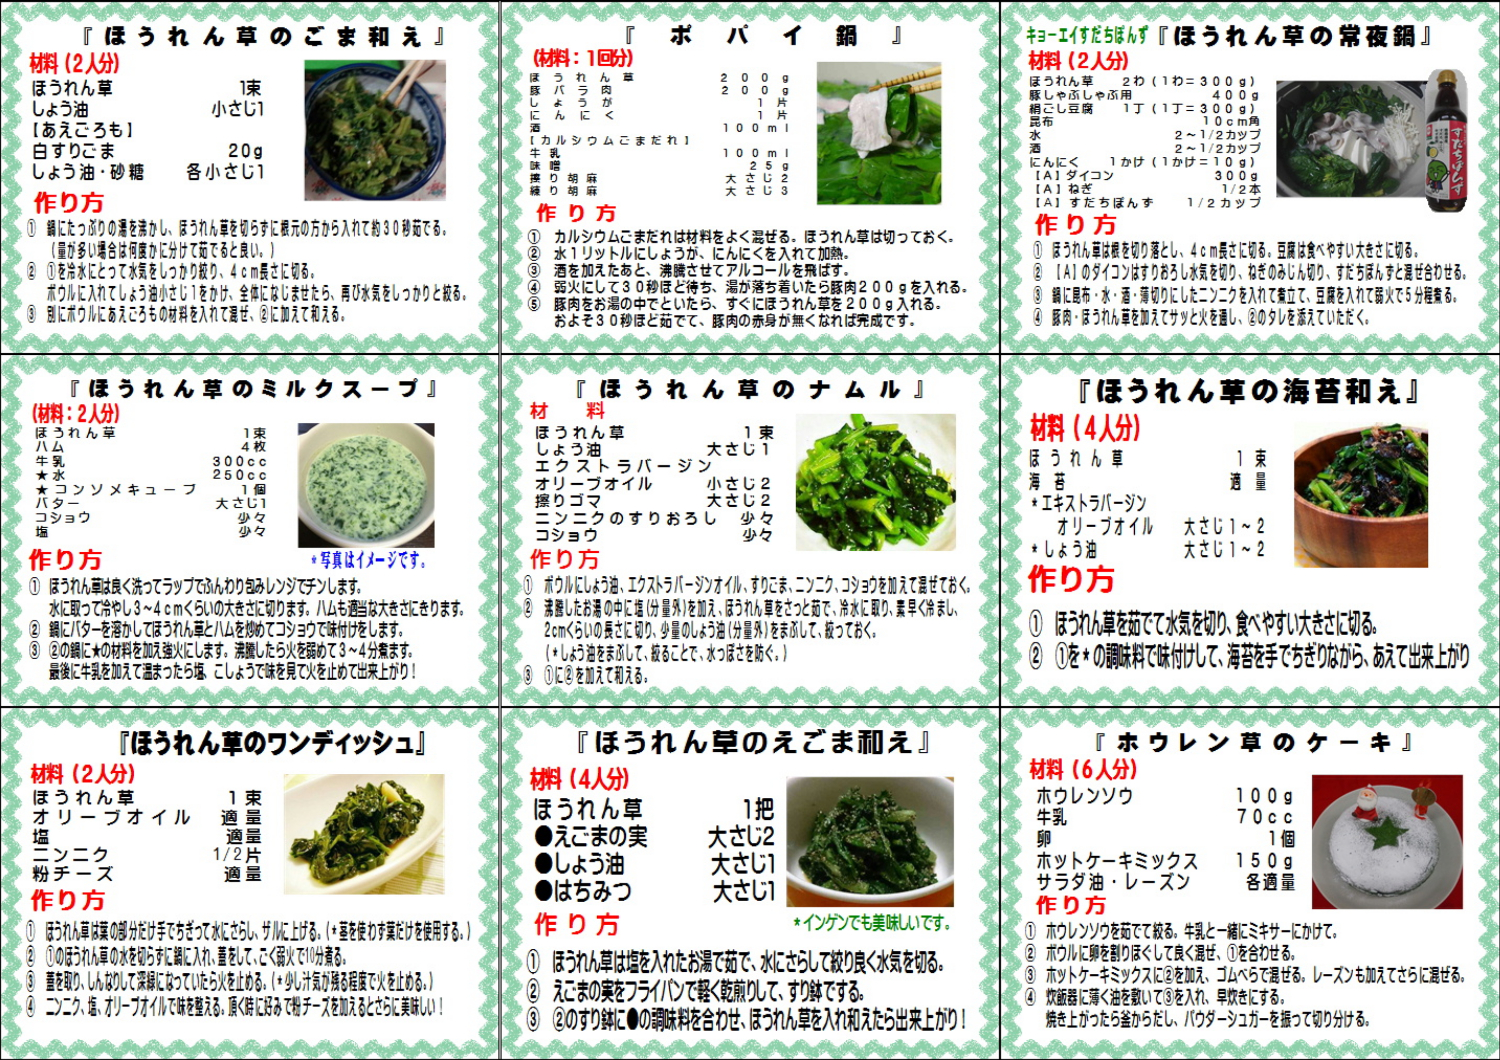 『ほうれん草のごま和え』
材料(2人分)
ほうれん草 1束
しょう油 小さじ1
【あえごろも】
白すりごま 20g
しょう油・砂糖 各小さじ1
作り方
① 鍋にたっぷりの湯を沸かし、ほうれん草を切らずに根元の方から入れて約30秒茹でる。
(量が多い場合は何度かに分けて茹でると良い。)
② ①を冷水にとって水気をしっかり絞り、4cm長さに切る。
ボウルに入れてしょう油小さじ1をかけ、全体になじませたら、再び水気をしっかりと絞る。
③ 別にボウルにあえごろもの材料を入れて混ぜ、②に加えて和える。
『ポパイ鍋』
(材料:1回分)
ほうれん草 200g
豚バラ肉 200g
しょうが 1片
にんにく 1片
酒 100ml
【カルシウムごまだれ】
牛乳 100ml
味噌 25g
擦り胡麻 大さじ2
練り胡麻 大さじ3
作り方
① カルシウムごまだれは材料をよく混ぜる。ほうれん草は切っておく。
② 水1リットルにしょうが、にんにくを入れて加熱。
③ 酒を加えたあと、沸騰させてアルコールを飛ばす。
④ 弱火にして30秒ほど待ち、湯が落ち着いたら豚肉200gを入れる。
⑤ 豚肉をお湯の中でといたら、すぐにほうれん草を200g入れる。
およそ30秒ほど茹でて、豚肉の赤身が無くなれば完成です。
キョーエイすだちぽんず『ほうれん草の常夜鍋』
材料(2人分)
ほうれん草 2わ(1わ=300g)
豚しゃぶしゃぶ用 400g
絹ごし豆腐 1丁(1丁=300g)
昆布 10cm角
水 2~1/2カップ
酒 2~1/2カップ
にんにく 1かけ(1かけ=10g)
【A】ダイコン 300g
【A】ねぎ 1/2本
【A】すだちぽんず 1/2カップ
すだちぽんず
作り方
① ほうれん草は根を切り落とし、4cm長さに切る。豆腐は食べやすい大きさに切る。
② 【A】のダイコンはすりおろし水気を切り、ねぎのみじん切り、すだちぽんずと混ぜ合わせる。
③ 鍋に昆布・水・酒・薄切りにしたニンニクを入れて煮立て、豆腐を入れて弱火で5分程煮る。
④ 豚肉・ほうれん草を加えてサッと火を通し、②のタレを添えていただく。
『ほうれん草のミルクスープ』
(材料:2人分)
ほうれん草 1束
ハム 4枚
牛乳 300cc
★水 250cc
★コンソメキューブ 1個
バター 大さじ1
コショウ 少々
塩 少々
*写真はイメージです。
作り方
① ほうれん草は良く洗ってラップでふんわり包みレンジでチンします。
水に取って冷やし3~4cmくらいの大きさに切ります。ハムも適当な大きさにきります。
② 鍋にバターを溶かしてほうれん草とハムを炒めてコショウで味付けをします。
③ ②の鍋に★の材料を加え強火にします。沸騰したら火を弱めて3~4分煮ます。
最後に牛乳を加えて温まったら塩、こしょうで味を見て火を止めて出来上がり!
『ほうれん草のナムル』
材料
ほうれん草 1束
しょう油 大さじ1
エクストラバージン
オリーブオイル 小さじ2
擦りゴマ 大さじ2
ニンニクのすりおろし 少々
コショウ 少々
作り方
① ボウルにしょう油、エクストラバージンオイル、すりごま、ニンニク、コショウを加えて混ぜておく。
② 沸騰したお湯の中に塩(分量外)を加え、ほうれん草をさっと茹で、冷水に取り、素早く冷まし、
2cmくらいの長さに切り、少量のしょう油(分量外)をまぶして、絞っておく。
(*しょう油をまぶして、絞ることで、水っぽさを防ぐ。)
③ ①に②を加えて和える。
『ほうれん草の海苔和え』
材料(4人分)
ほうれん草 1束
海苔 適量
*エキストラバージン
オリーブオイル 大さじ1~2
*しょう油 大さじ1~2
作り方
① ほうれん草を茹でて水気を切り、食べやすい大きさに切る。
② ①を*の調味料で味付けして、海苔を手でちぎりながら、あえて出来上がり
『ほうれん草のワンディッシュ』
材料(2人分)
ほうれん草 1束
オリーブオイル 適量
塩 適量
ニンニク 1/2片
粉チーズ 適量
作り方
① ほうれん草は葉の部分だけ手でちぎって水にさらし、ザルに上げる。(*茎を使わず葉だけを使用する。)
② ①のほうれん草の水を切らずに鍋に入れ、蓋をして、ごく弱火で10分煮る。
③ 蓋を取り、しんなりして深緑になっていたら火を止める。(*少し汁気が残る程度で火を止める。)
④ ニンニク、塩、オリーブオイルで味を整える。頂く時に好みで粉チーズを加えるとさらに美味しい!
『ほうれん草のえごま和え』
材料(4人分)
ほうれん草 1把
●えごまの実 大さじ2
●しょう油 大さじ1
●はちみつ 大さじ1
*インゲンでも美味しいです。
作り方
① ほうれん草は塩を入れたお湯で茹で、水にさらして絞り良く水気を切る。
② えごまの実をフライパンで軽く乾煎りして、すり鉢でする。
③ ②のすり鉢に●の調味料を合わせ、ほうれん草を入れ和えたら出来上がり!
『ホウレン草のケーキ』
材料(6人分)
ホウレンソウ 100g
牛乳 70cc
卵 1個
ホットケーキミックス 150g
サラダ油・レーズン 各適量
作り方
① ホウレンソウを茹でて絞る。牛乳と一緒にミキサーにかけて。
② ボウルに卵を割りほぐして良く混ぜ、①を合わせる。
③ ホットケーキミックスに②を加え、ゴムべらで混ぜる。レーズンも加えてさらに混ぜる。
④ 炊飯器に薄く油を敷いて③を入れ、早炊きにする。
焼き上がったら釜からだし、パウダーシュガーを振って切り分ける。